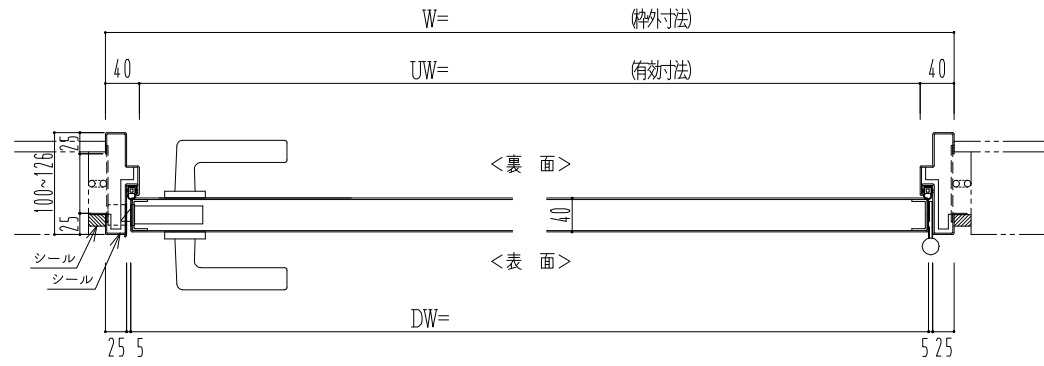 W= (枠外寸法)
40 UW= (有効寸法) 40
25
100~126
25
<裏 面>
40
<表 面>
シール
シール
DW=
25 5 5 25